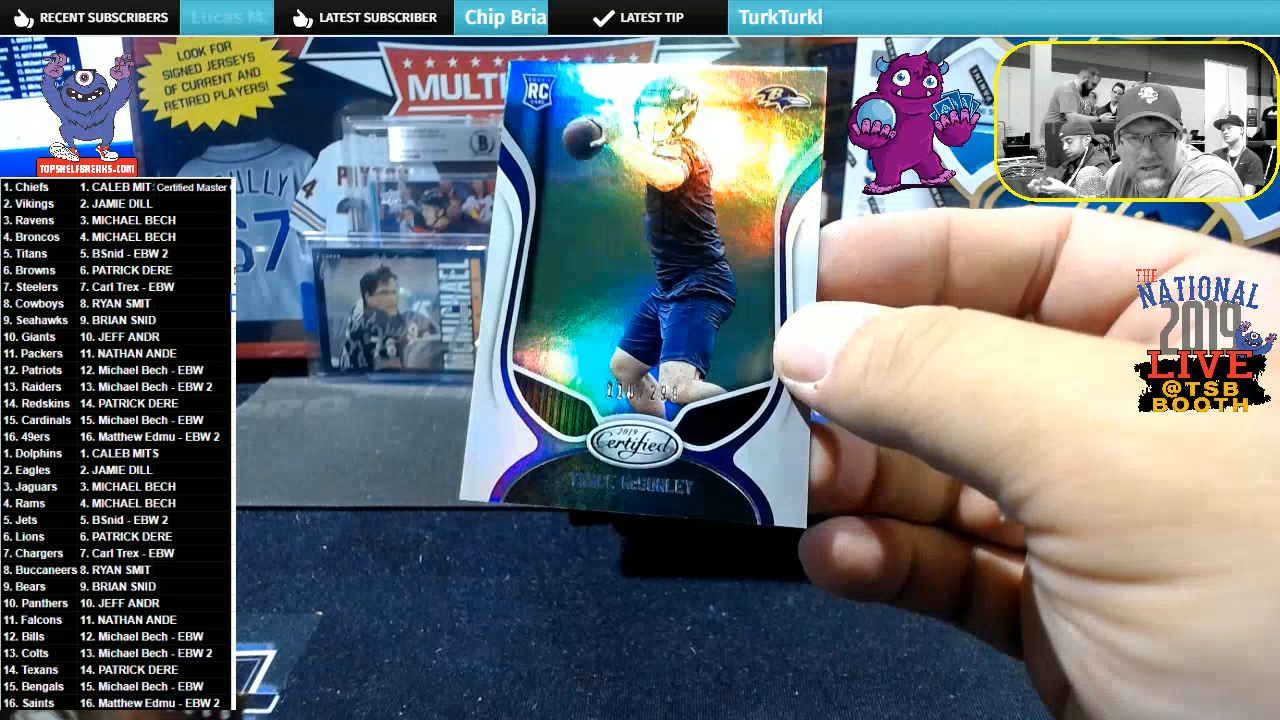 RECENT SUBSCRIBERS
Lucas M.
LATEST SUBSCRIBER
Chip Bria
LATEST TIP
TurkTurkl
LOOK FOR
SIGNED JERSEYS
OF CURRENT AND
RETIRED PLAYERS!
MULTI
TOPSHELFBREAKS.COM
1. Chiefs 1. CALEB MIT: Certified Master
2. Vikings 2. JAMIE DILL
3. Ravens 3. MICHAEL BECH
4. Broncos 4. MICHAEL BECH
5. Titans 5. BSnid - EBW 2
6. Browns 6. PATRICK DERE
7. Steelers 7. Carl Trex - EBW
8. Cowboys 8. RYAN SMIT
9. Seahawks 9. BRIAN SNID
10. Giants 10. JEFF ANDR
11. Packers 11. NATHAN ANDE
12. Patriots 12. Michael Bech - EBW
13. Raiders 13. Michael Bech - EBW 2
14. Redskins 14. PATRICK DERE
15. Cardinals 15. Michael Bech - EBW
16. 49ers 16. Matthew Edmu - EBW 2
1. Dolphins 1. CALEB MITS
2. Eagles 2. JAMIE DILL
3. Jaguars 3. MICHAEL BECH
4. Rams 4. MICHAEL BECH
5. Jets 5. BSnid - EBW 2
6. Lions 6. PATRICK DERE
7. Chargers 7. Carl Trex - EBW
8. Buccaneers 8. RYAN SMIT
9. Bears 9. BRIAN SNID
10. Panthers 10. JEFF ANDR
11. Falcons 11. NATHAN ANDE
12. Bills 12. Michael Bech - EBW
13. Colts 13. Michael Bech - EBW 2
14. Texans 14. PATRICK DERE
15. Bengals 15. Michael Bech - EBW
16. Saints 16. Matthew Edmu - EBW 2
ULLY
67
PAYTO
4
McMICHAEL
RC
2019
Certified
McSORLEY
THE
NATIONAL
2019
LIVE
@TSB
BOOTH
PANINI